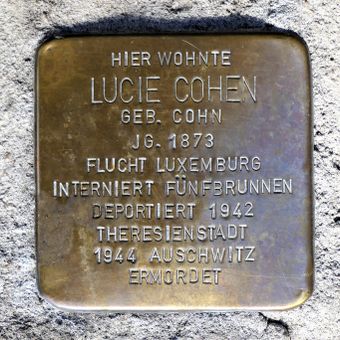 HIER WOHNTE
LUCIE COHEN
GEB. COHN
JG. 1873
FLUCHT LUXEMBURG
INTERNIERT FÜNFBRUNNEN
DEPORTIERT 1942
THERESIENSTADT
1944 AUSCHWITZ
ERMORDET